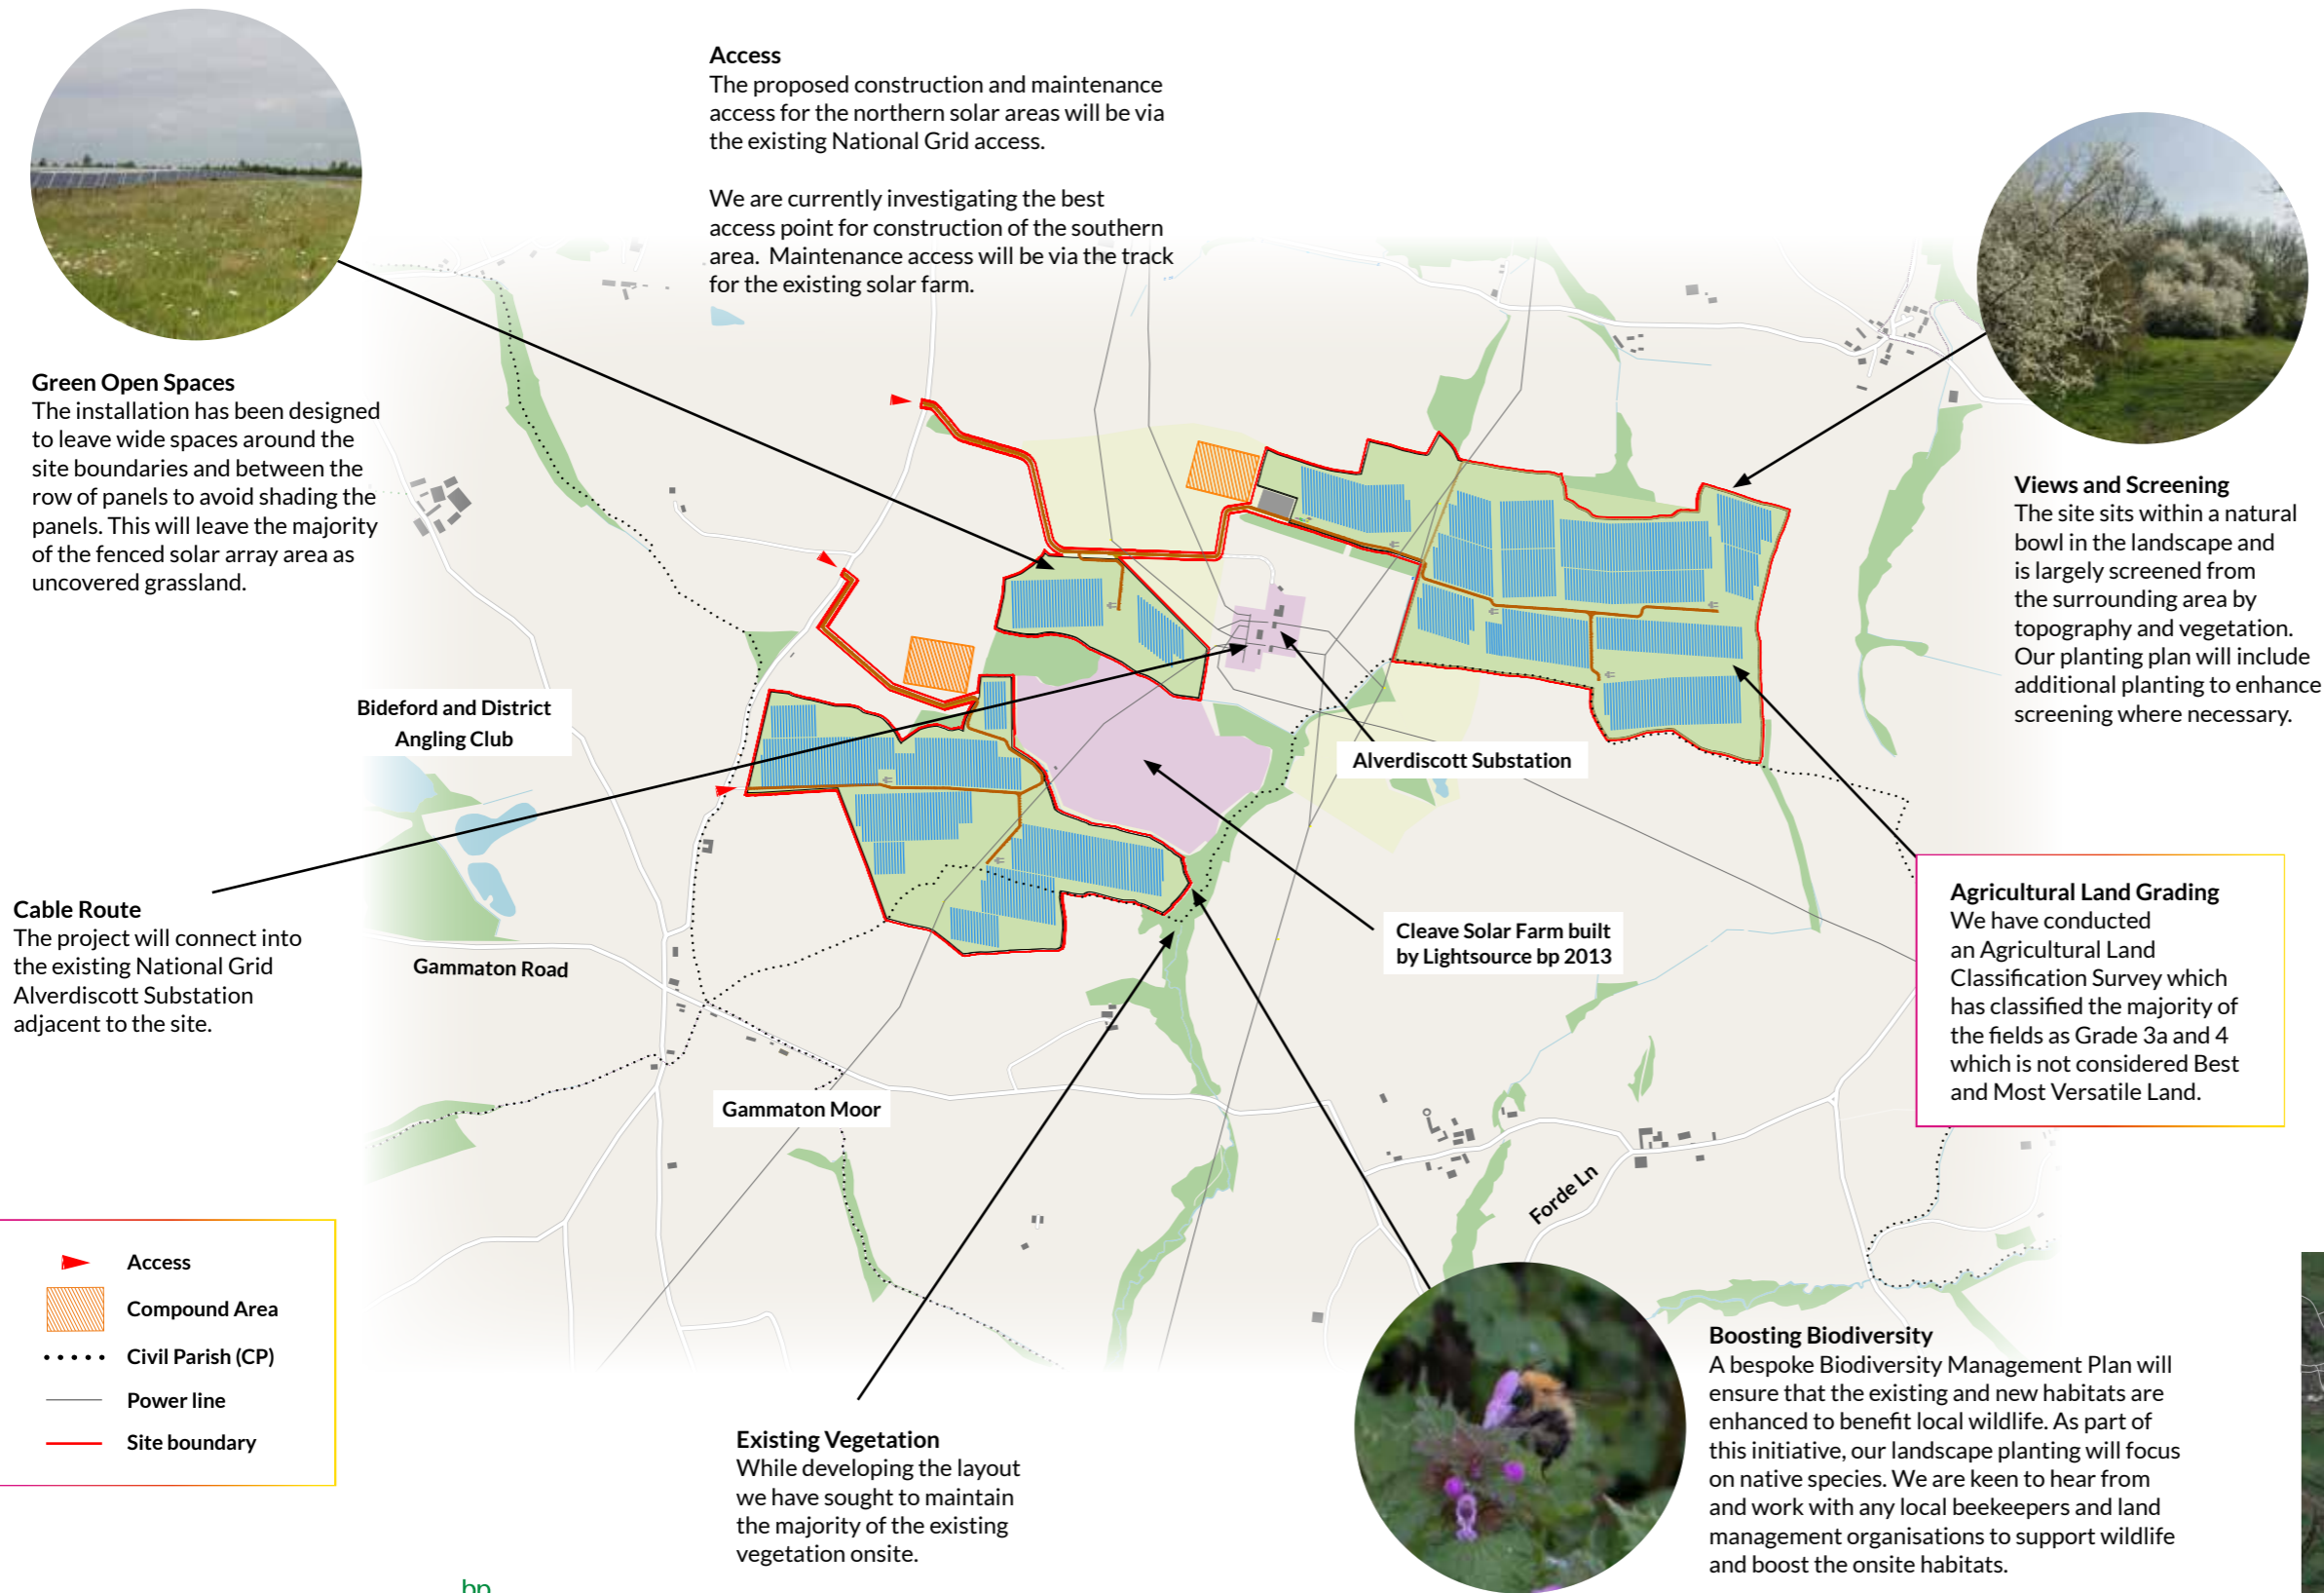 Access
The proposed construction and maintenance
access for the northern solar areas will be via
the existing National Grid access.
We are currently investigating the best
access point for construction of the southern
area. Maintenance access will be via the track
for the existing solar farm.
Green Open Spaces
The installation has been designed
to leave wide spaces around the
site boundaries and between the
row of panels to avoid shading the
panels. This will leave the majority
of the fenced solar array area as
uncovered grassland.
Views and Screening
The site sits within a natural
bowl in the landscape and
is largely screened from
the surrounding area by
topography and vegetation.
Our planting plan will include
additional planting to enhance
screening where necessary.
Bideford and District
Angling Club
Alverdiscott Substation
Cable Route
The project will connect into
the existing National Grid
Alverdiscott Substation
adjacent to the site.
Gammaton Road
Cleave Solar Farm built
by Lightsource bp 2013
Agricultural Land Grading
We have conducted
an Agricultural Land
Classification Survey which
has classified the majority of
the fields as Grade 3a and 4
which is not considered Best
and Most Versatile Land.
Gammaton Moor
Forde Ln
Access
Compound Area
Civil Parish (CP)
Power line
Site boundary
Existing Vegetation
While developing the layout
we have sought to maintain
the majority of the existing
vegetation onsite.
Boosting Biodiversity
A bespoke Biodiversity Management Plan will
ensure that the existing and new habitats are
enhanced to benefit local wildlife. As part of
this initiative, our landscape planting will focus
on native species. We are keen to hear from
and work with any local beekeepers and land
management organisations to support wildlife
and boost the onsite habitats.
bp